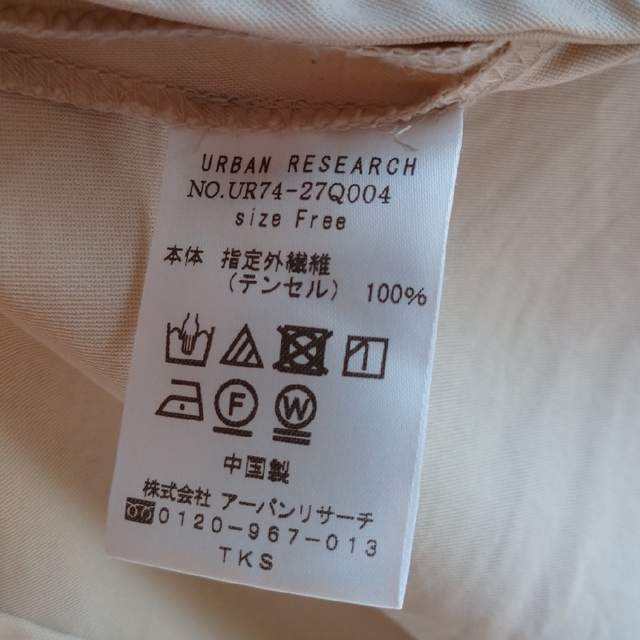 URBAN RESEARCH
NO.UR74-27Q004
size Free
本体 指定外繊維
(テンセル) 100%
F W
中国製
株式会社 アーバンリサーチ
0120-967-013
TKS